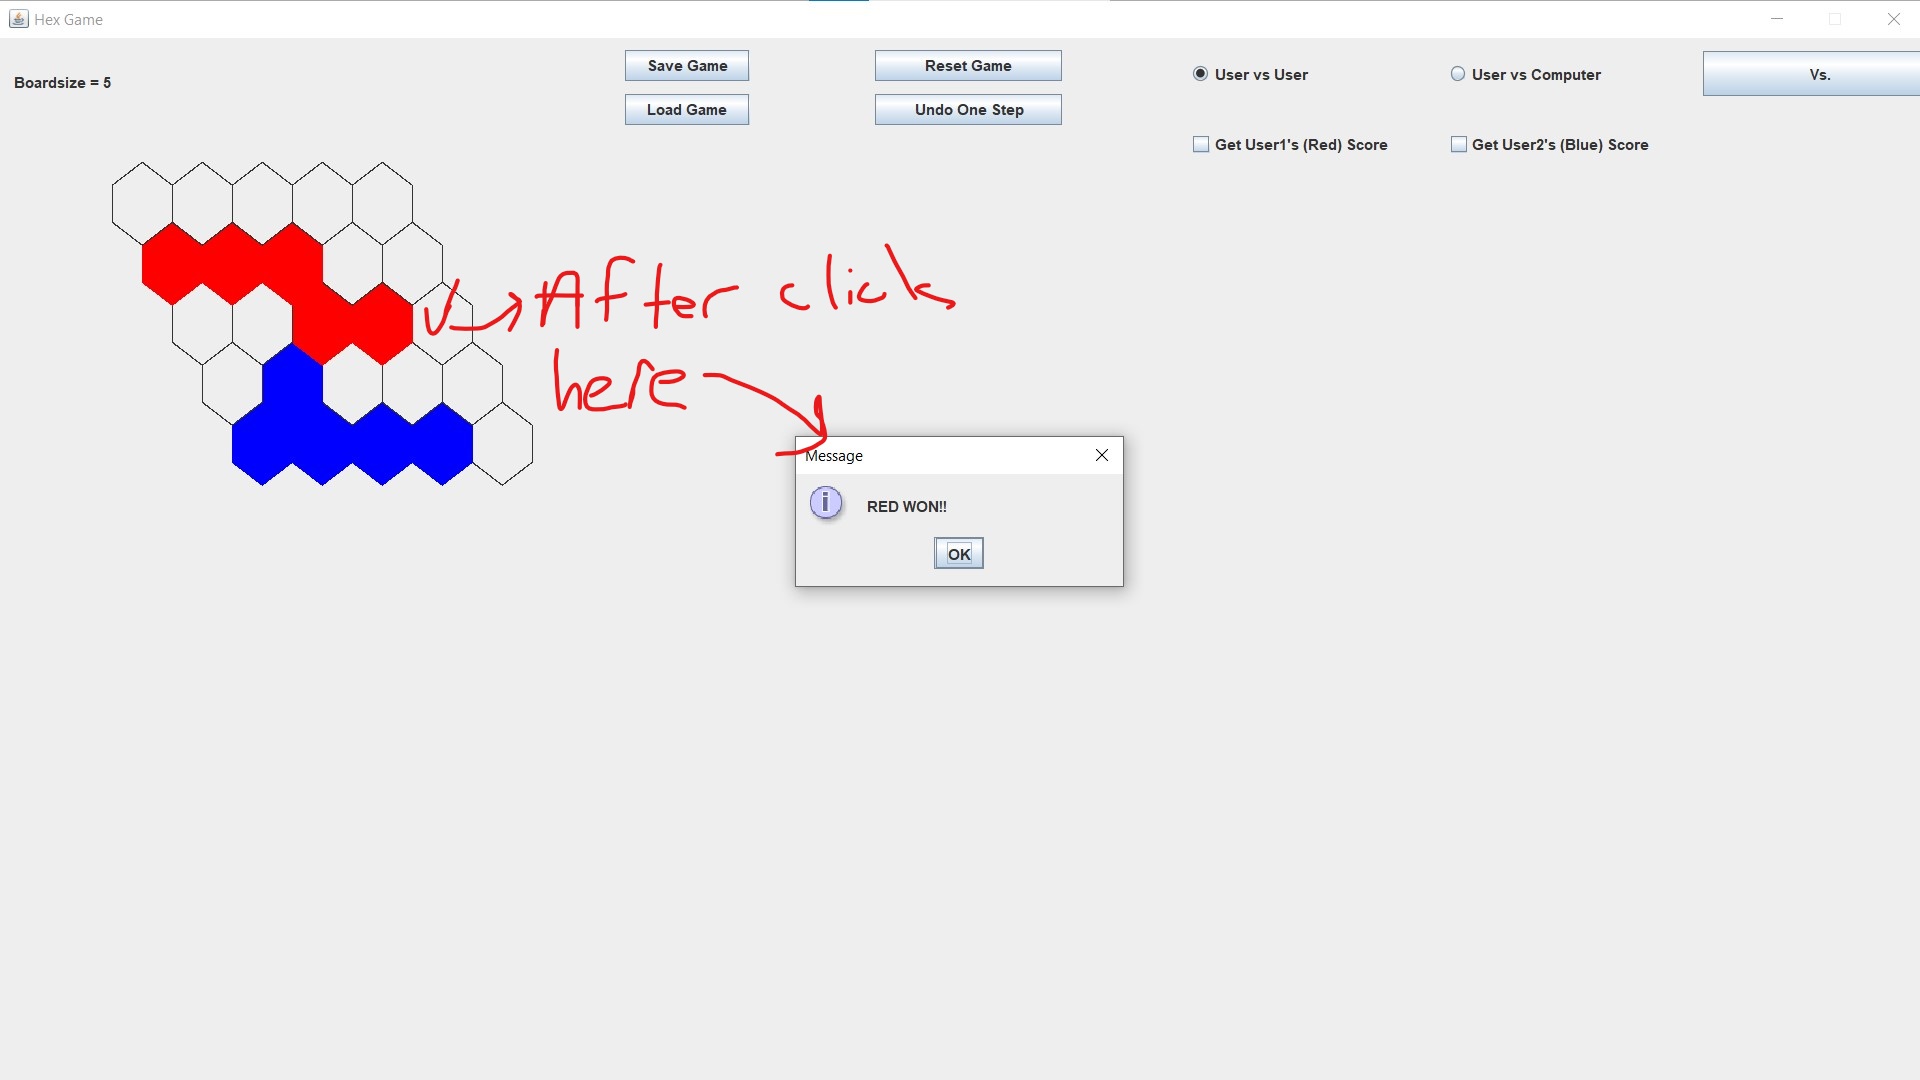 Hex Game
Save Game
Reset Game
User vs User
User vs Computer
Vs.
Boardsize = 5
Load Game
Undo One Step
Get User1's (Red) Score
Get User2's (Blue) Score
After click
here
Message
RED WON!!
OK